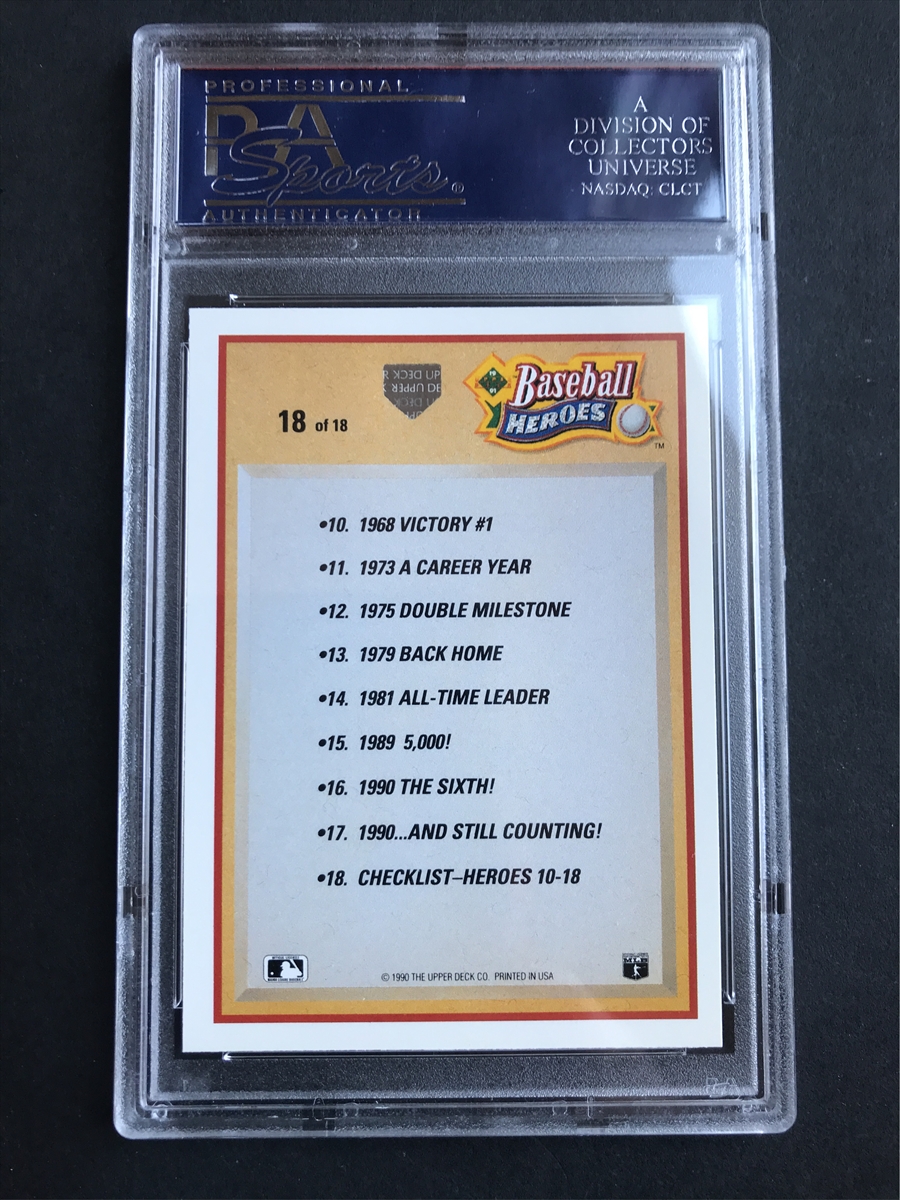 PROFESSIONAL
PSA
Sports®
AUTHENTICATOR
A
DIVISION OF
COLLECTORS
UNIVERSE
NASDAQ: CLCT
19
91
Baseball
HEROES
TM
18 of 18
•10. 1968 VICTORY #1
•11. 1973 A CAREER YEAR
•12. 1975 DOUBLE MILESTONE
•13. 1979 BACK HOME
•14. 1981 ALL-TIME LEADER
•15. 1989 5,000!
•16. 1990 THE SIXTH!
•17. 1990...AND STILL COUNTING!
•18. CHECKLIST–HEROES 10-18
© 1990 THE UPPER DECK CO. PRINTED IN USA